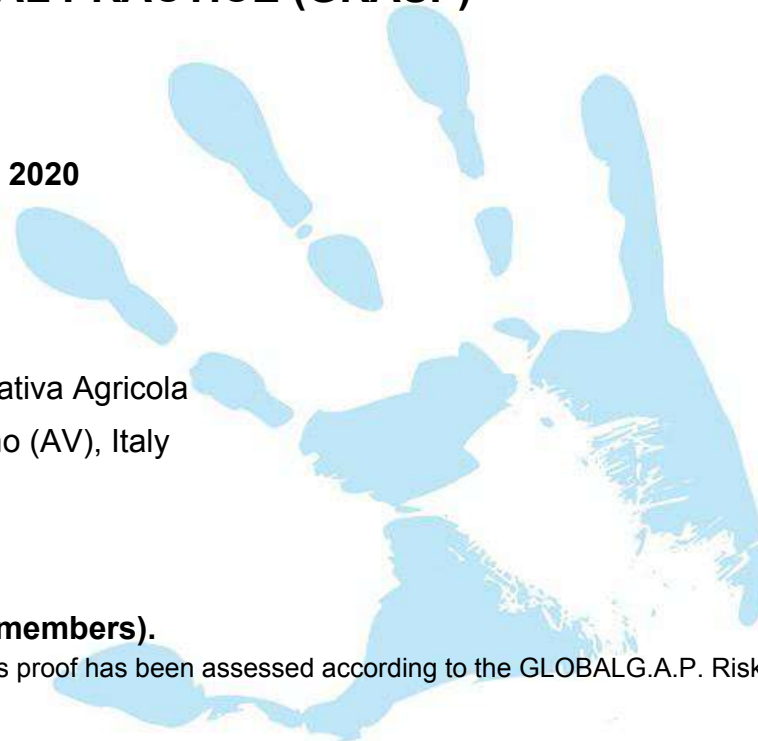 2020
ativa Agricola
o (AV), Italy
members).
s proof has been assessed according to the GLOBALG.A.P. Risk